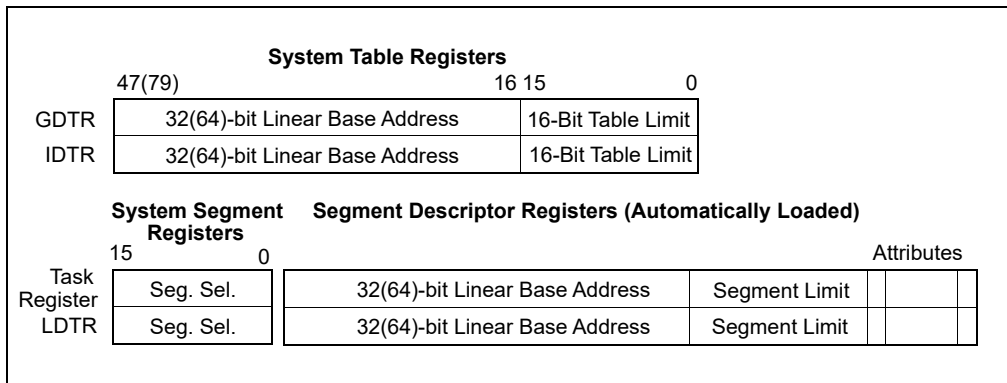 System Table Registers
47(79) 16 15 0
GDTR 32(64)-bit Linear Base Address 16-Bit Table Limit
IDTR 32(64)-bit Linear Base Address 16-Bit Table Limit
System Segment Registers
Segment Descriptor Registers (Automatically Loaded)
15 0 Attributes
Task Register Seg. Sel. 32(64)-bit Linear Base Address Segment Limit
LDTR Seg. Sel. 32(64)-bit Linear Base Address Segment Limit